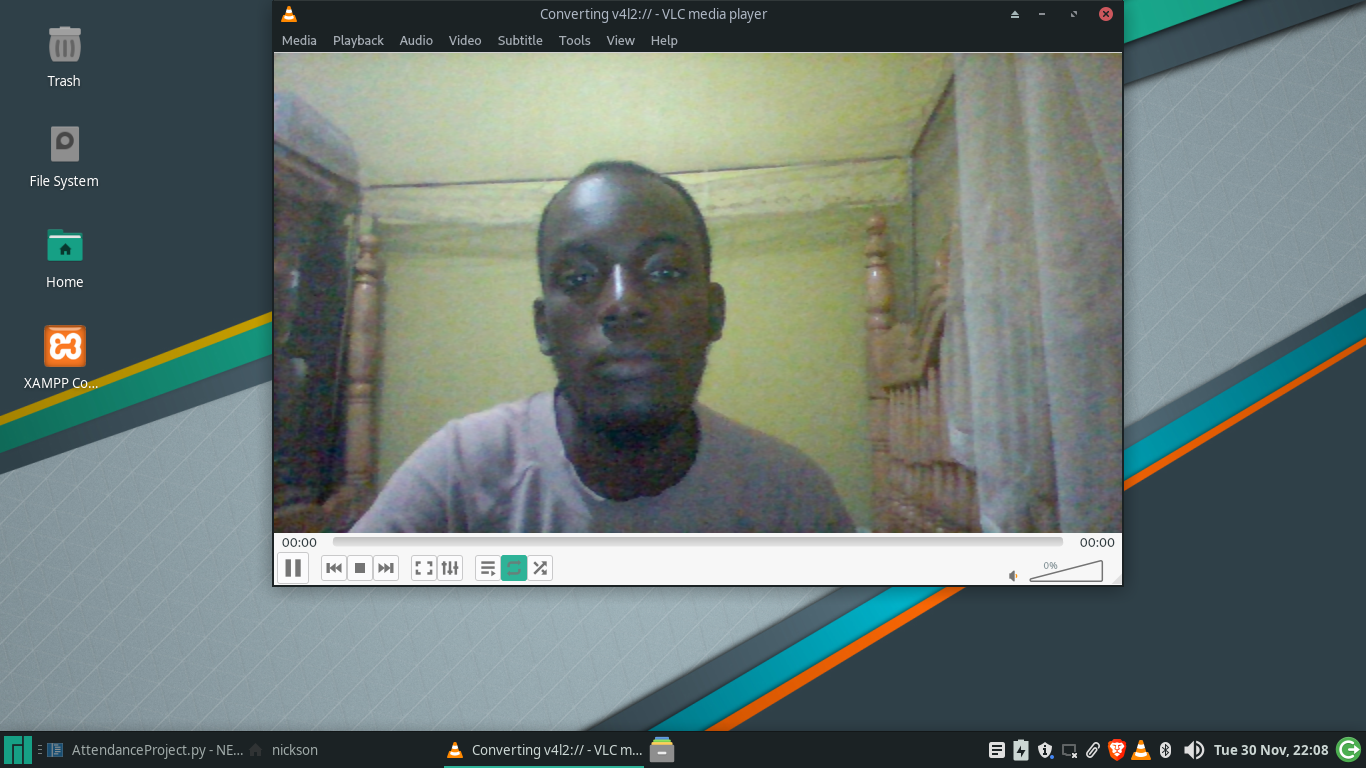 Converting v4l2:// - VLC media player
Media Playback Audio Video Subtitle Tools View Help
Trash
File System
Home
XAMPP Co...
00:00 00:00
0%
AttendanceProject.py - NE... nickson Converting v4l2:// - VLC m... Tue 30 Nov, 22:08